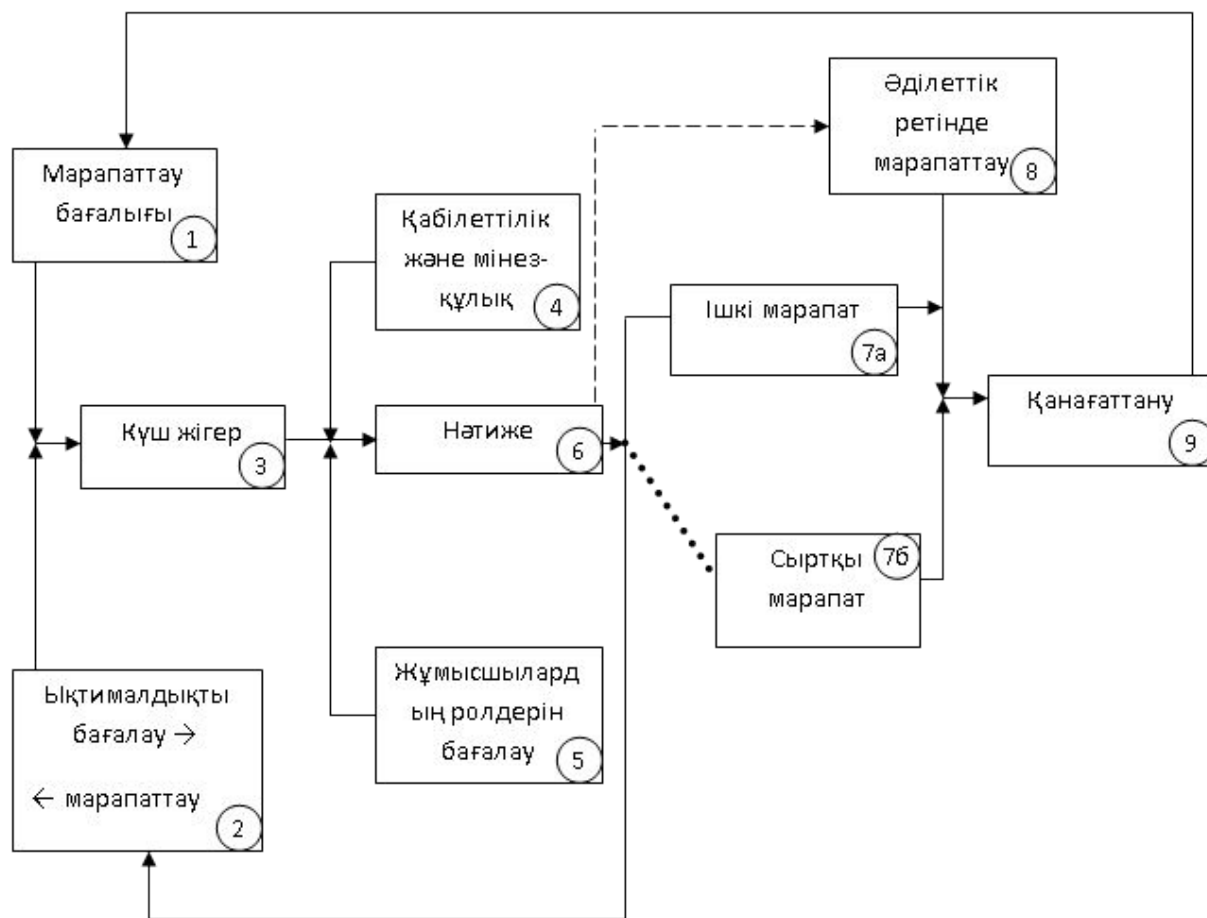 Марапаттау
бағалығы
1
Ықтималдықты
бағалау →
← марапаттау
2
Күш жігер
3
Қабілеттілік
және мінез-
құлық
4
Жұмысшылард
ың ролдерін
бағалау
5
Нәтиже
6
Ішкі марапат
7а
Сыртқы
марапат
7б
Әділеттік
ретінде
марапаттау
8
Қанағаттану
9